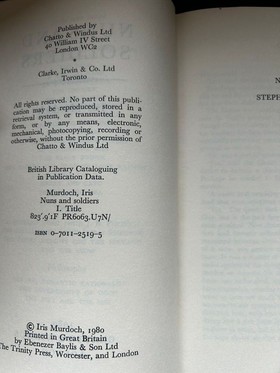 Published by
Chatto & Windus Ltd
40 William IV Street
London WC2
*
Clarke, Irwin & Co. Ltd
Toronto
All rights reserved. No part of this publi-
cation may be reproduced, stored in a
retrieval system, or transmitted in any
form, or by any means, electronic,
mechanical, photocopying, recording or
otherwise, without the prior permission of
Chatto & Windus Ltd
British Library Cataloguing
in Publication Data.
Murdoch, Iris
Nuns and soldiers
I. Title
823'.9'1F PR6063.U7N/
ISBN 0-7011-2519-5
© Iris Murdoch, 1980
Printed in Great Britain
by Ebenezer Baylis & Son Ltd
The Trinity Press, Worcester, and London
N
STEPH